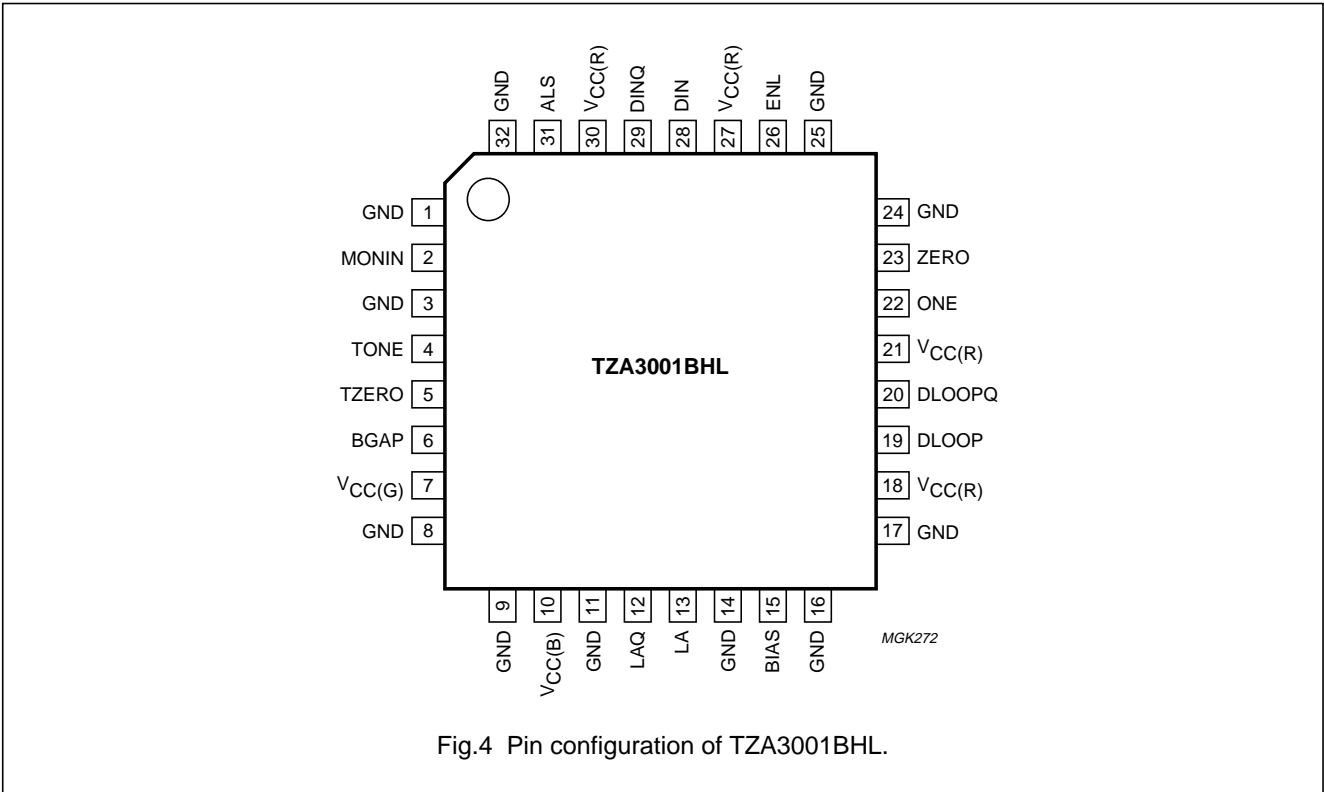 GND
ALS
VCC(R)
DINQ
DIN
VCC(R)
ENL
GND
32
31
30
29
28
27
26
25
GND 1
MONIN 2
GND 3
TONE 4
TZERO 5
BGAP 6
VCC(G) 7
GND 8
TZA3001BHL
24 GND
23 ZERO
22 ONE
21 VCC(R)
20 DLOOPQ
19 DLOOP
18 VCC(R)
17 GND
9
10
11
12
13
14
15
16
GND
VCC(B)
GND
LAQ
LA
GND
BIAS
GND
MGK272
Fig.4 Pin configuration of TZA3001BHL.